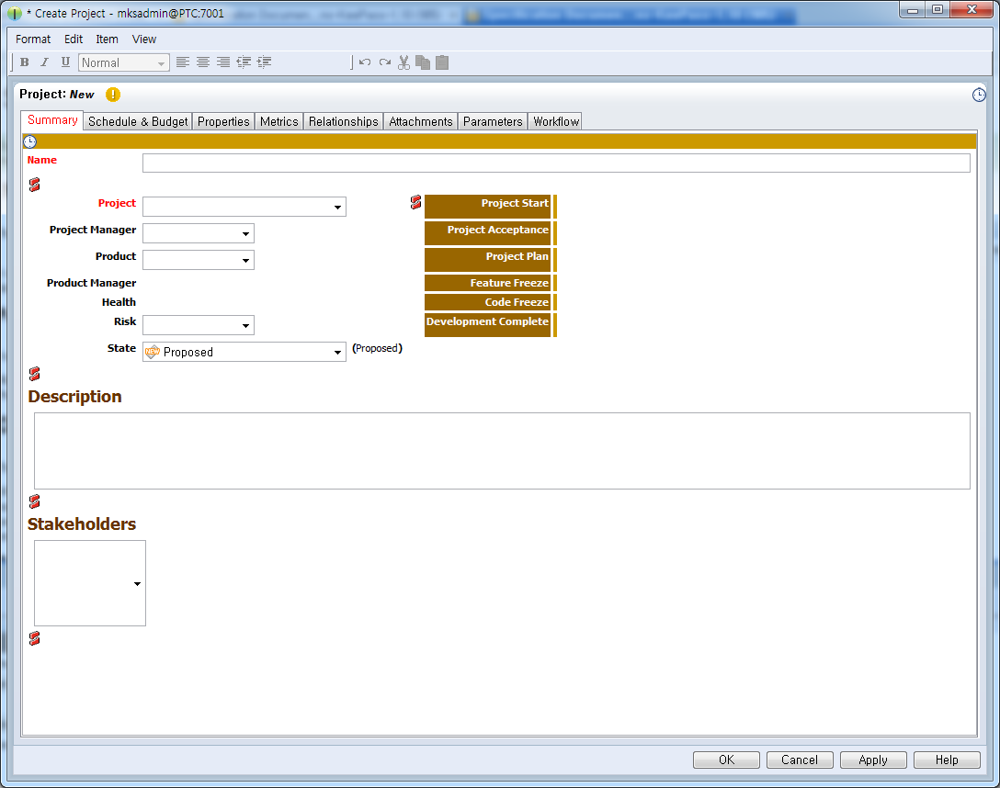 * Create Project - mksadmin@PTC:7001
Format Edit Item View
B I U Normal
Project: New
Summary Schedule & Budget Properties Metrics Relationships Attachments Parameters Workflow
Name
Project
Project Manager
Product
Product Manager
Health
Risk
State NEW Proposed (Proposed)
Project Start
Project Acceptance
Project Plan
Feature Freeze
Code Freeze
Development Complete
Description
Stakeholders
OK Cancel Apply Help